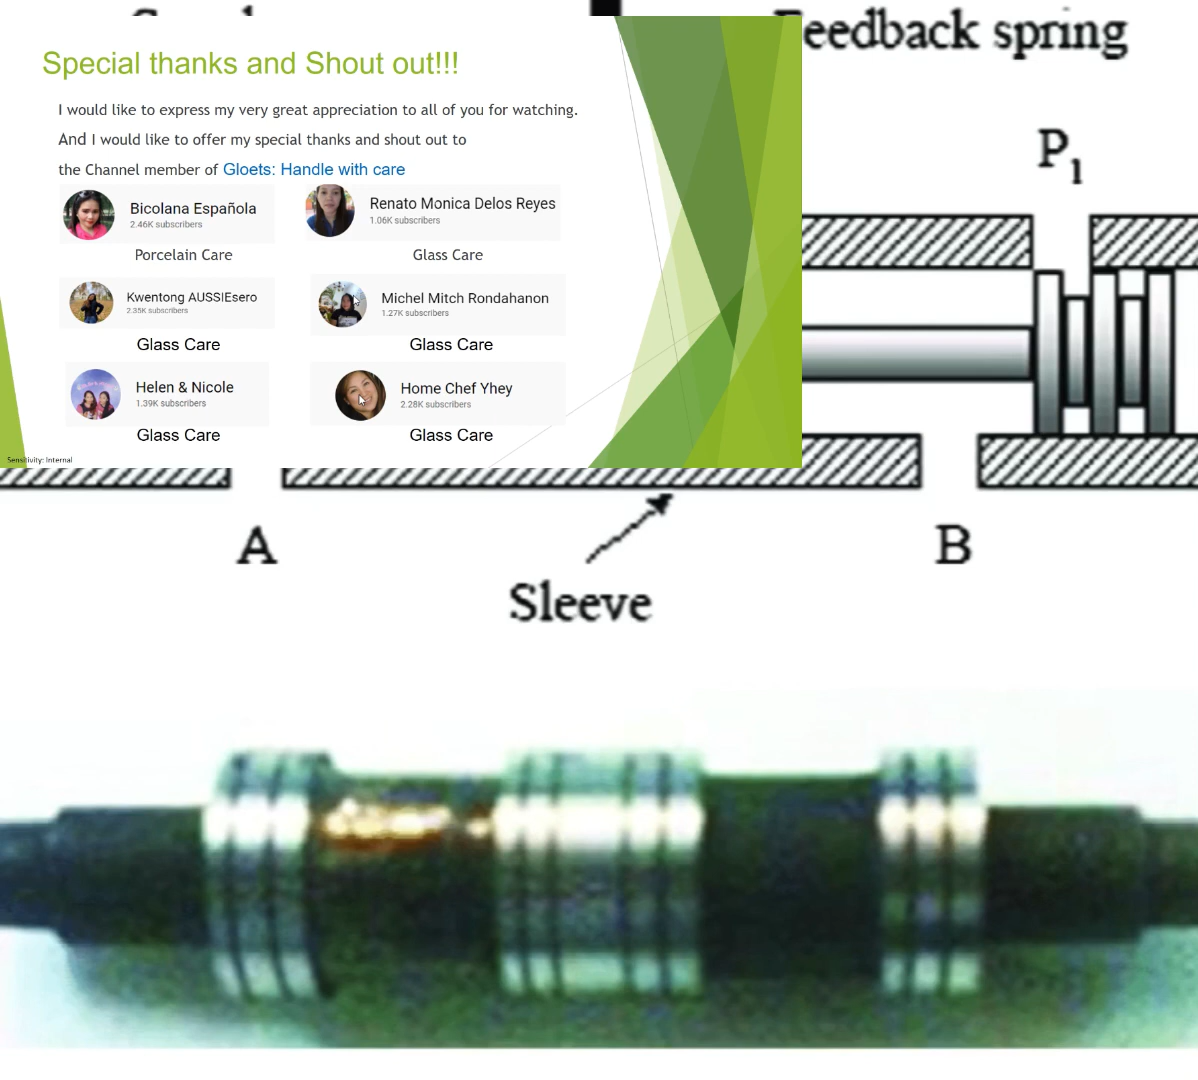 Special thanks and Shout out!!!
I would like to express my very great appreciation to all of you for watching.
And I would like to offer my special thanks and shout out to
the Channel member of Gloets: Handle with care
Bicolana Española
2.46K subscribers
Porcelain Care
Renato Monica Delos Reyes
1.06K subscribers
Glass Care
Kwentong AUSSIEsero
2.35K subscribers
Glass Care
Michel Mitch Rondahanon
1.27K subscribers
Glass Care
Helen & Nicole
1.39K subscribers
Glass Care
Home Chef Yhey
2.28K subscribers
Glass Care
Sensitivity: Internal
Feedback spring
P1
A
B
Sleeve